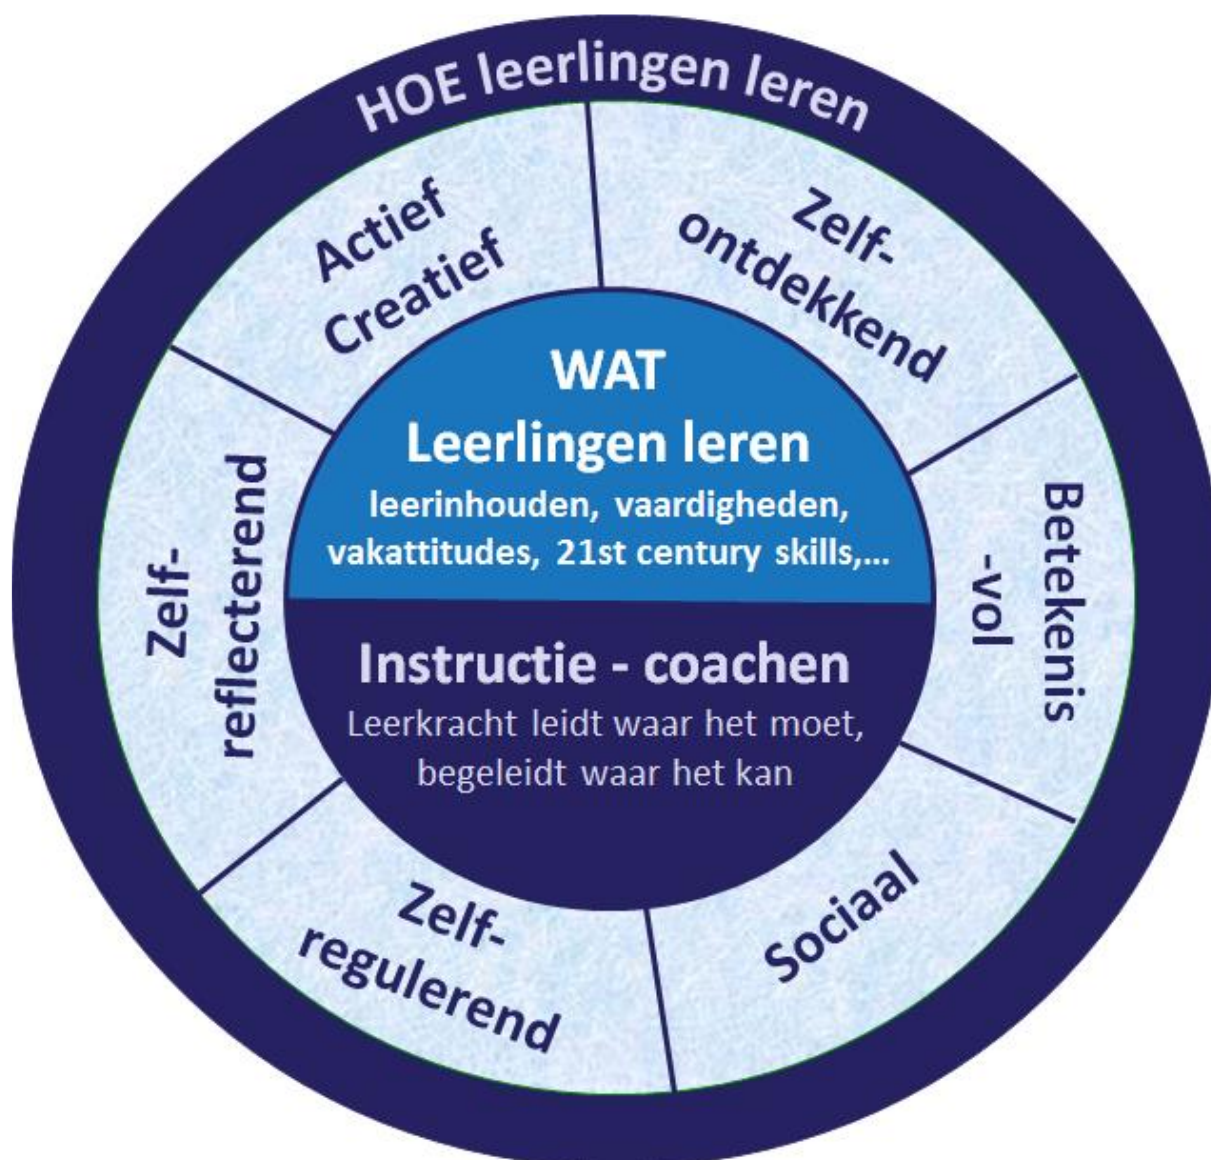 HOE leerlingen leren
Actief
Creatief
Zelf-
ontdekkend
Betekenis
-vol
Sociaal
Zelf-
regulerend
Zelf-
reflecterend
WAT
Leerlingen leren
leerinhouden, vaardigheden,
vakattitudes, 21st century skills,...
Instructie - coachen
Leerkracht leidt waar het moet,
begeleidt waar het kan